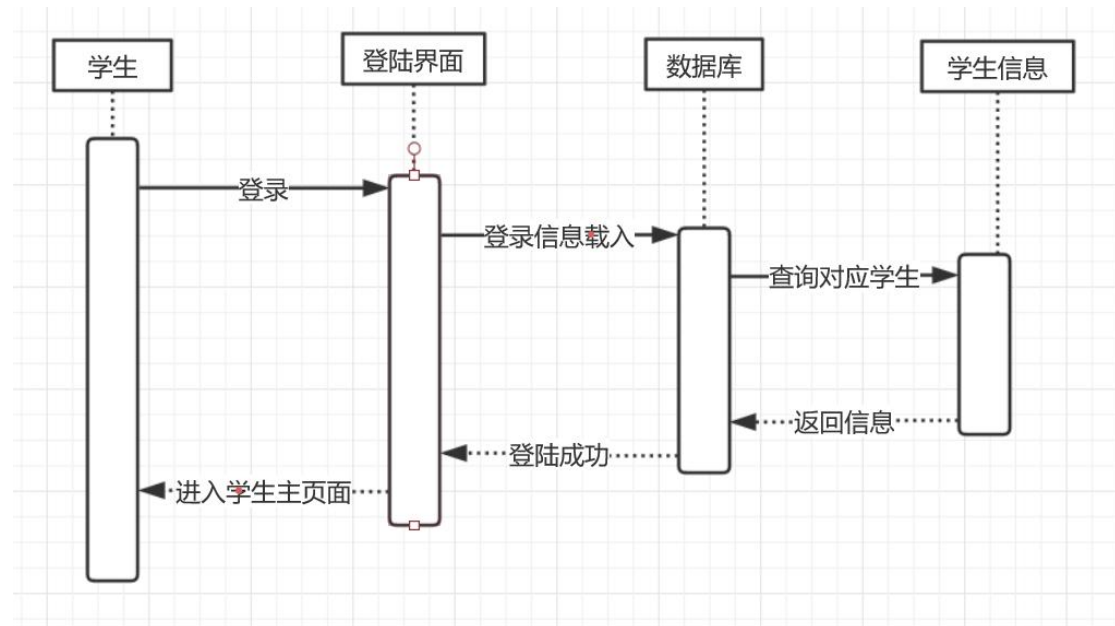 学生
登陆界面
数据库
学生信息
登录
登录信息载入
查询对应学生
返回信息
登陆成功
进入学生主页面